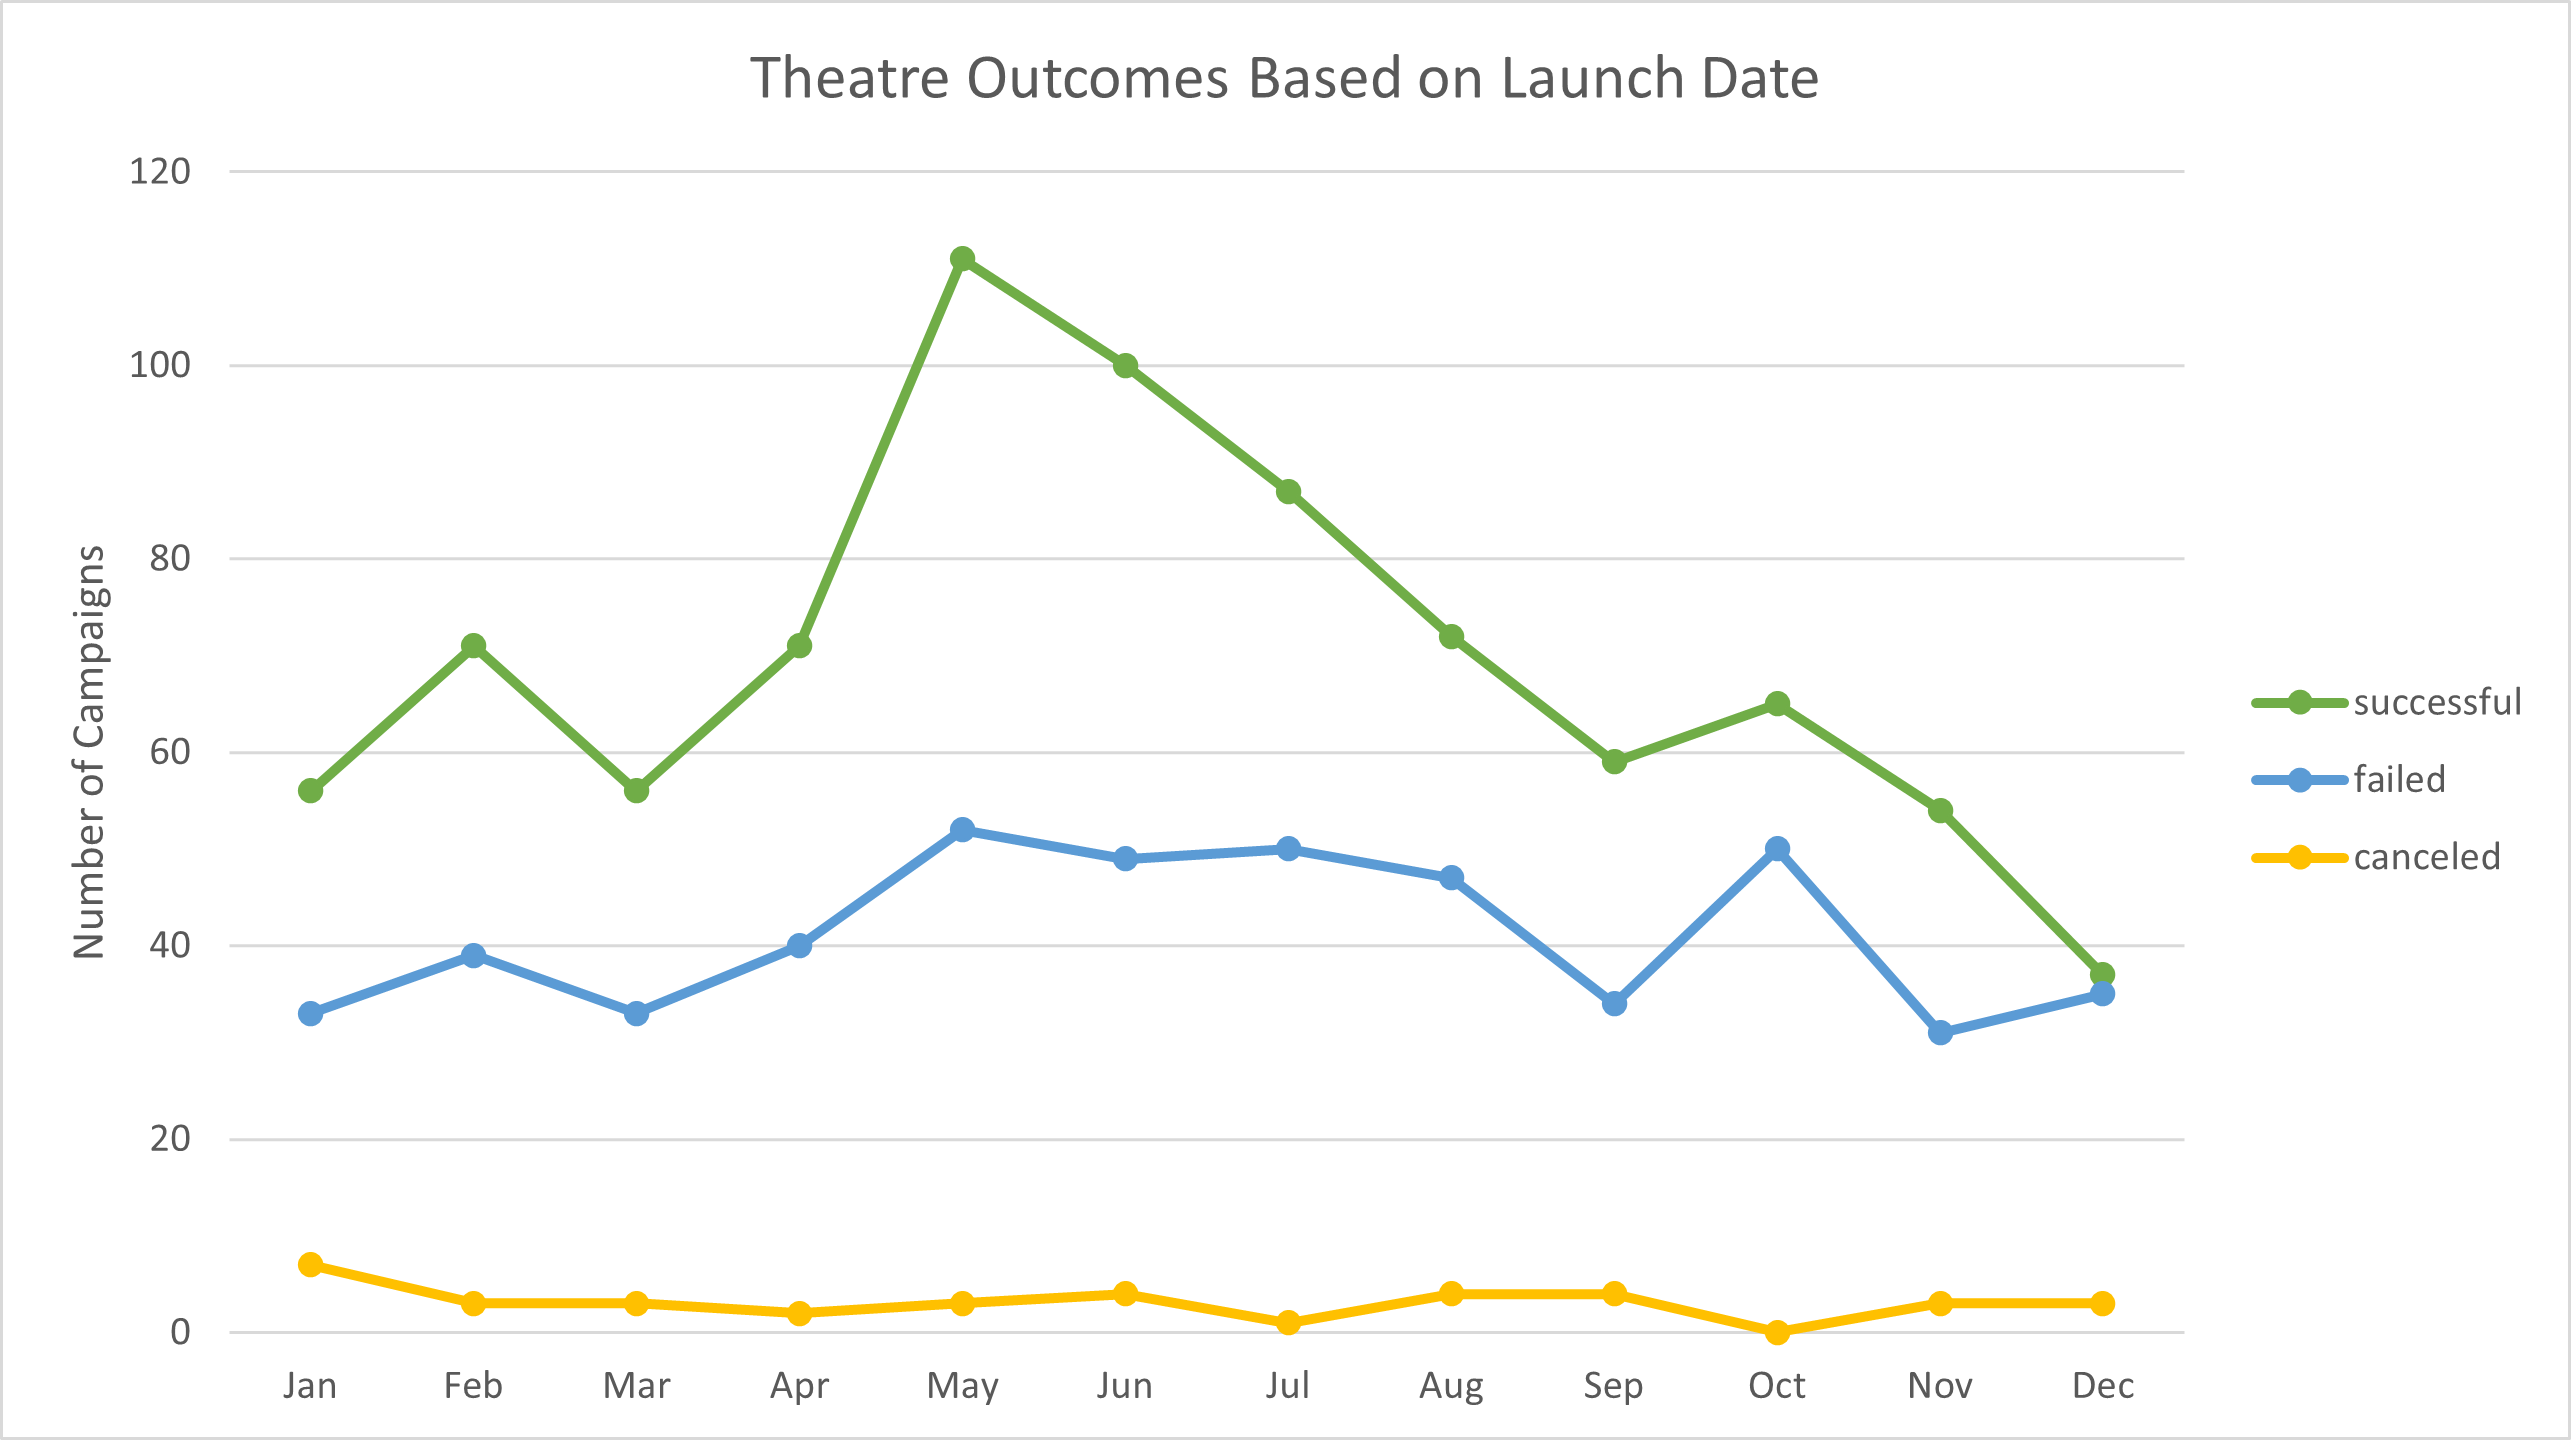 Theatre Outcomes Based on Launch Date
Number of Campaigns
120
100
80
60
40
20
0
Jan Feb Mar Apr May Jun Jul Aug Sep Oct Nov Dec
successful
failed
canceled